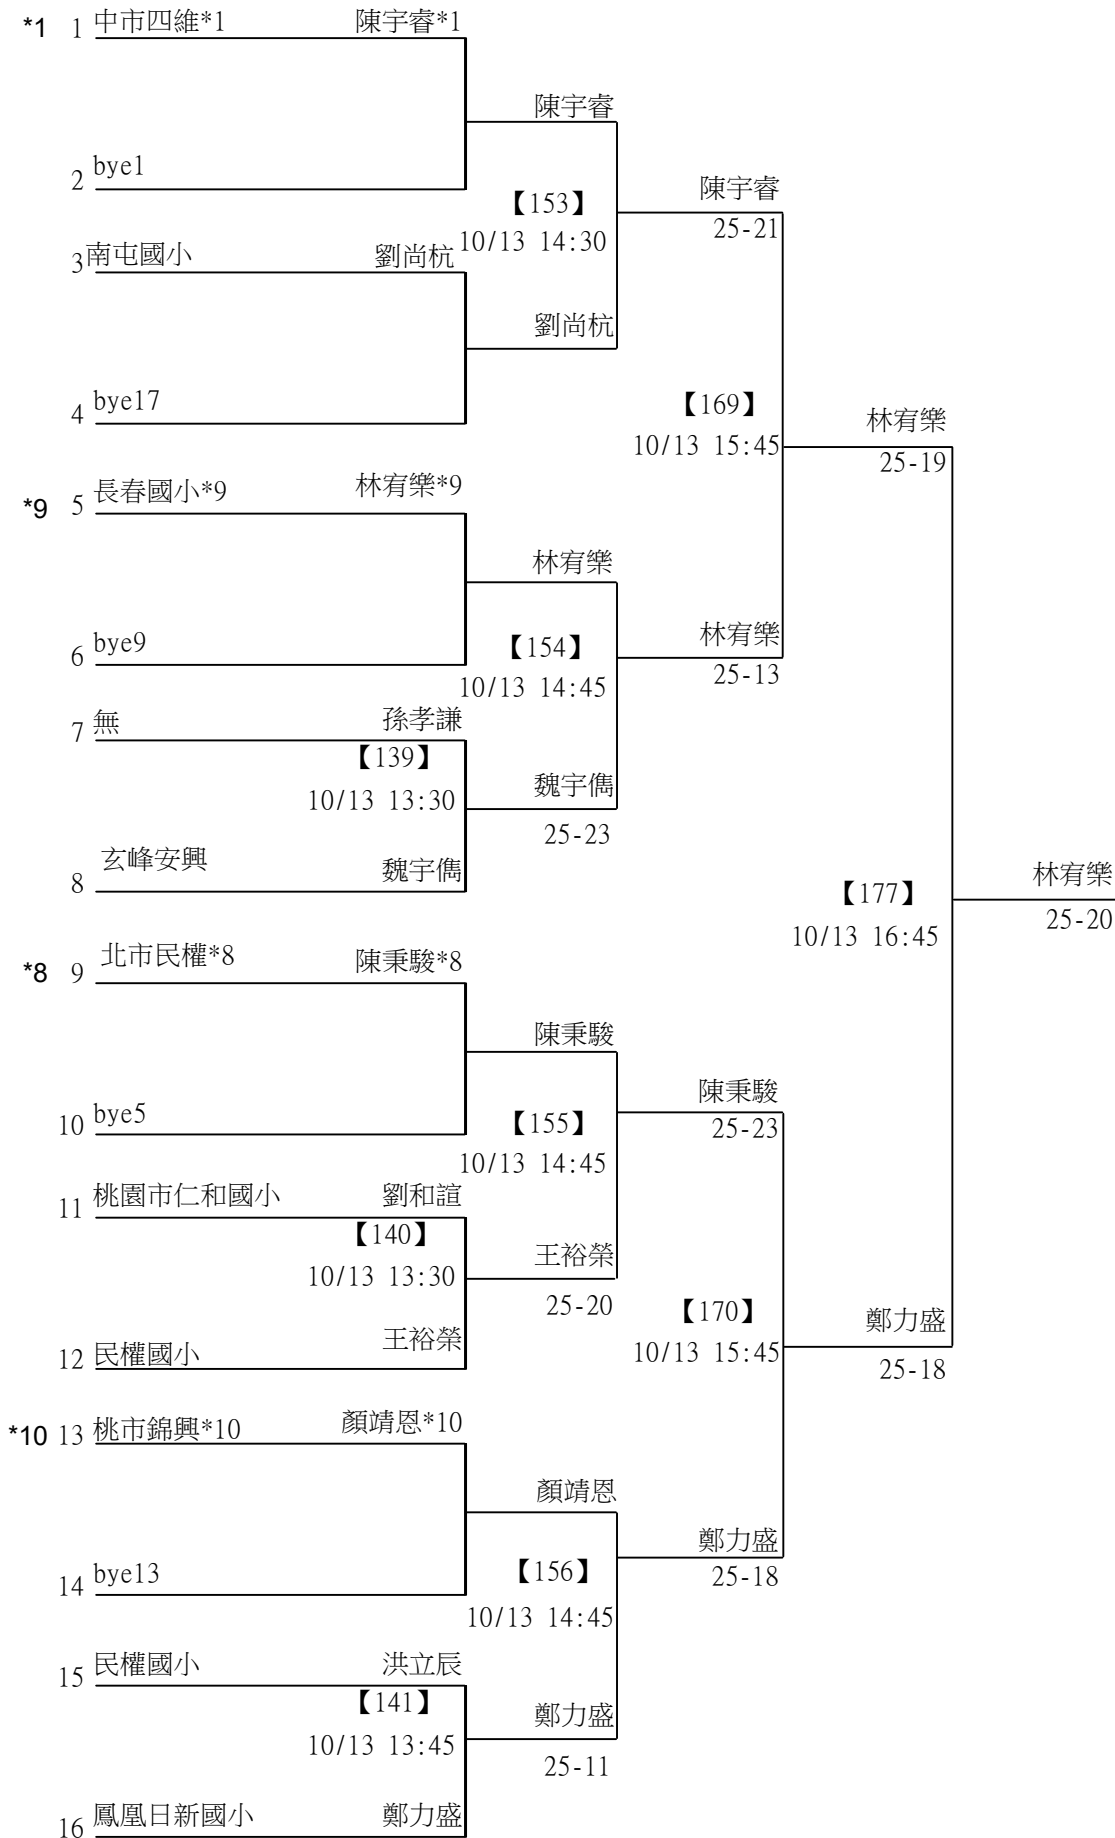 *1 1 中市四維*1 陳宇睿*1
陳宇睿
2 bye1
【153】
陳宇睿
10/13 14:30
25-21
3 南屯國小 劉尚杭
劉尚杭
4 bye17
【169】
10/13 15:45
林宥樂
25-19
*9 5 長春國小*9 林宥樂*9
林宥樂
6 bye9
【154】
林宥樂
10/13 14:45
25-13
7 無 孫孝謙
【139】
10/13 13:30
魏宇儁
25-23
8 玄峰安興 魏宇儁
【177】
10/13 16:45
林宥樂
25-20
*8 9 北市民權*8 陳秉駿*8
陳秉駿
10 bye5
【155】
陳秉駿
10/13 14:45
25-23
11 桃園市仁和國小 劉和諠
【140】
10/13 13:30
王裕榮
25-20
12 民權國小 王裕榮
【170】
10/13 15:45
鄭力盛
25-18
*10 13 桃市錦興*10 顏靖恩*10
顏靖恩
14 bye13
【156】
鄭力盛
10/13 14:45
25-18
15 民權國小 洪立辰
【141】
10/13 13:45
鄭力盛
25-11
16 鳳凰日新國小 鄭力盛